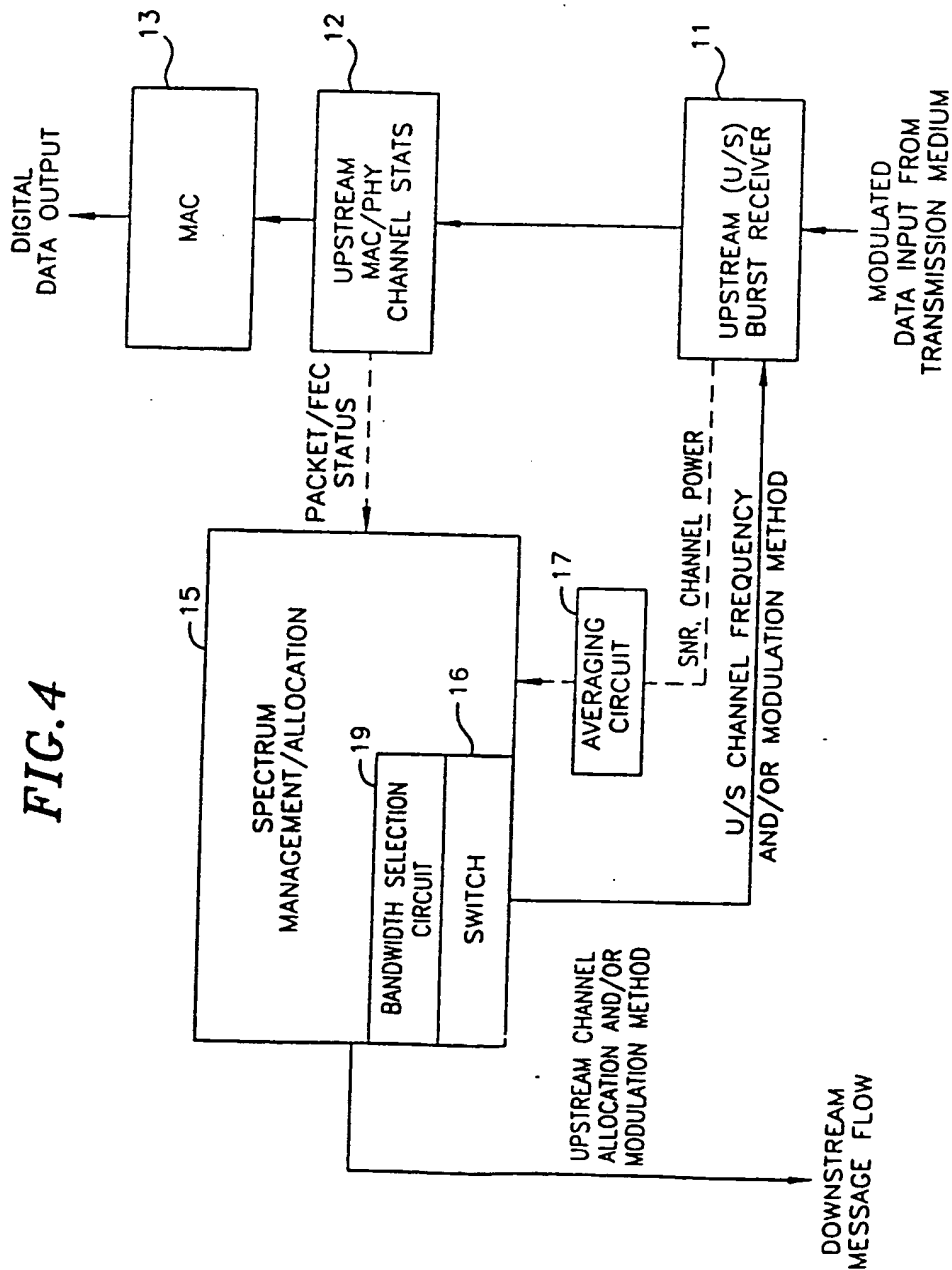 FIG.4
DIGITAL
DATA OUTPUT
13
MAC
12
UPSTREAM
MAC/PHY
CHANNEL STATS
11
UPSTREAM (U/S)
BURST RECEIVER
MODULATED
DATA INPUT FROM
TRANSMISSION MEDIUM
PACKET/FEC
STATUS
15
SPECTRUM
MANAGEMENT/ALLOCATION
19
BANDWIDTH SELECTION
CIRCUIT
16
SWITCH
17
AVERAGING
CIRCUIT
SNR, CHANNEL POWER
U/S CHANNEL FREQUENCY
AND/OR MODULATION METHOD
UPSTREAM CHANNEL
ALLOCATION AND/OR
MODULATION METHOD
DOWNSTREAM
MESSAGE FLOW